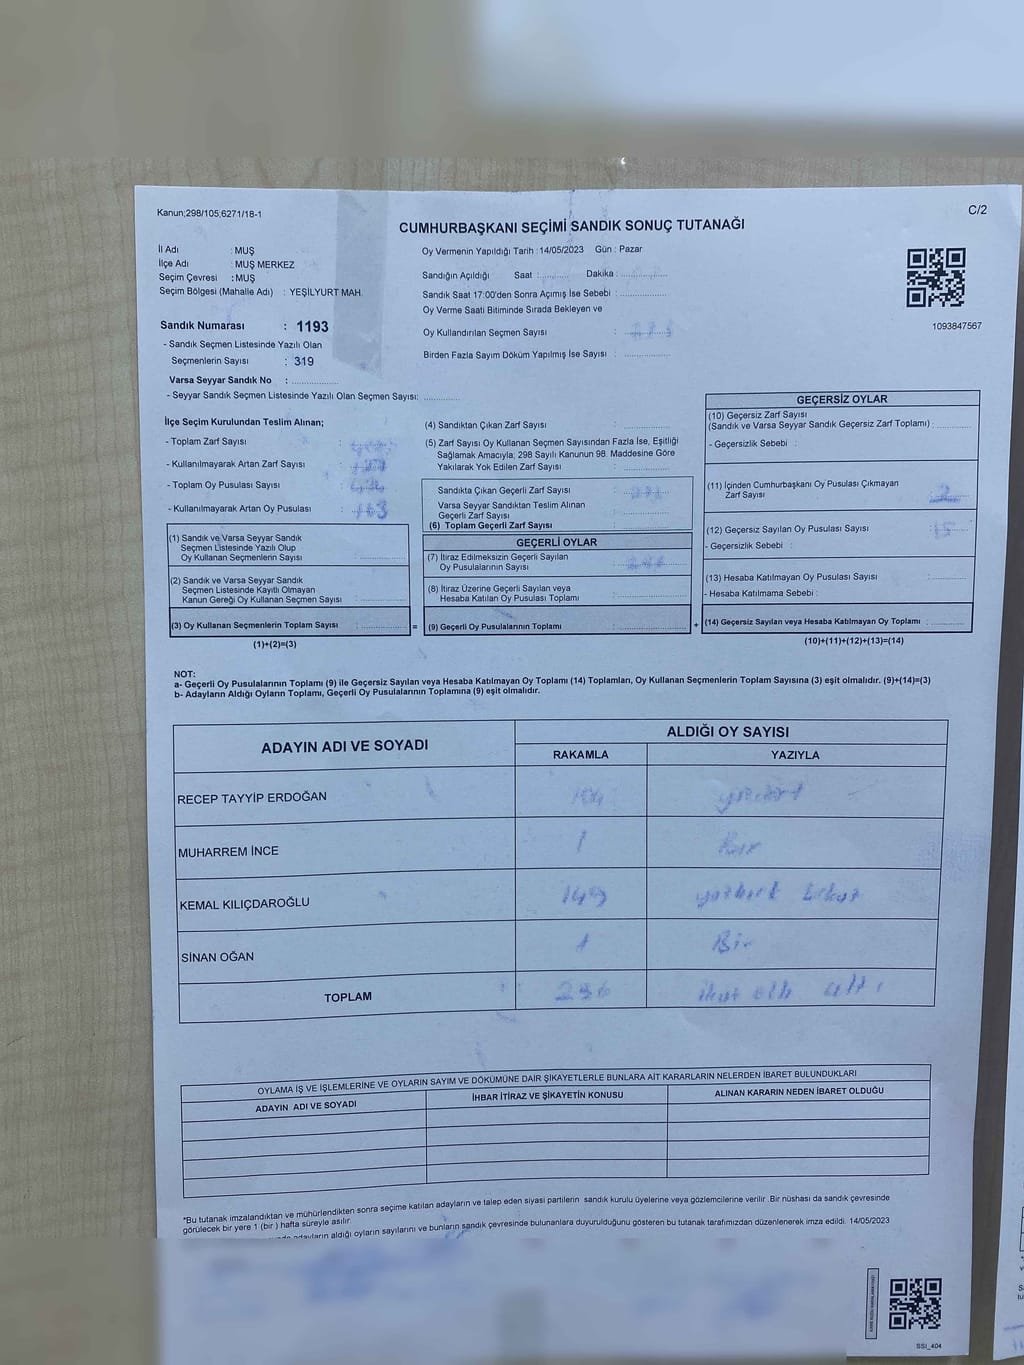 Kanun;298/105;6271/18-1
C/2
CUMHURBAŞKANI SEÇİMİ SANDIK SONUÇ TUTANAĞI
İl Adı : MUŞ
İlçe Adı : MUŞ MERKEZ
Seçim Çevresi : MUŞ
Seçim Bölgesi (Mahalle Adı) : YEŞİLYURT MAH.
Sandık Numarası : 1193
- Sandık Seçmen Listesinde Yazılı Olan
Seçmenlerin Sayısı : 319
Varsa Seyyar Sandık No : ..............
- Seyyar Sandık Seçmen Listesinde Yazılı Olan Seçmen Sayısı: ............
Oy Vermenin Yapıldığı Tarih : 14/05/2023 Gün : Pazar
Sandığın Açıldığı Saat :.......... Dakika :..............
Sandık Saat 17:00'den Sonra Açımış İse Sebebi : ..............
Oy Verme Saati Bitiminde Sırada Bekleyen ve
Oy Kullandırılan Seçmen Sayısı :
Birden Fazla Sayım Döküm Yapılmış İse Sayısı : ..............
1093847567
İlçe Seçim Kurulundan Teslim Alınan;
- Toplam Zarf Sayısı :
- Kullanılmayarak Artan Zarf Sayısı :
- Toplam Oy Pusulası Sayısı :
- Kullanılmayarak Artan Oy Pusulası : 163
(1) Sandık ve Varsa Seyyar Sandık
Seçmen Listesinde Yazılı Olup
Oy Kullanan Seçmenlerin Sayısı :..............
(2) Sandık ve Varsa Seyyar Sandık
Seçmen Listesinde Kayıtlı Olmayan
Kanun Gereği Oy Kullanan Seçmen Sayısı :..............
(3) Oy Kullanan Seçmenlerin Toplam Sayısı :..............
(1)+(2)=(3)
=
(4) Sandıktan Çıkan Zarf Sayısı :..............
(5) Zarf Sayısı Oy Kullanan Seçmen Sayısından Fazla İse, Eşitliği
Sağlamak Amacıyla; 298 Sayılı Kanunun 98. Maddesine Göre
Yakılarak Yok Edilen Zarf Sayısı :..............
Sandıkta Çıkan Geçerli Zarf Sayısı :
Varsa Seyyar Sandıktan Teslim Alınan
Geçerli Zarf Sayısı :..............
(6) Toplam Geçerli Zarf Sayısı :..............
GEÇERLİ OYLAR
(7) İtiraz Edilmeksizin Geçerli Sayılan
Oy Pusulalarının Sayısı :
(8) İtiraz Üzerine Geçerli Sayılan veya
Hesaba Katılan Oy Pusulası Toplamı :..............
(9) Geçerli Oy Pusulalarının Toplamı :..............
+
GEÇERSİZ OYLAR
(10) Geçersiz Zarf Sayısı
(Sandık ve Varsa Seyyar Sandık Geçersiz Zarf Toplamı) :............
- Geçersizlik Sebebi :
(11) İçinden Cumhurbaşkanı Oy Pusulası Çıkmayan
Zarf Sayısı : 2
(12) Geçersiz Sayılan Oy Pusulası Sayısı : 15
- Geçersizlik Sebebi :
(13) Hesaba Katılmayan Oy Pusulası Sayısı :............
- Hesaba Katılmama Sebebi :
(14) Geçersiz Sayılan veya Hesaba Katılmayan Oy Toplamı :............
(10)+(11)+(12)+(13)=(14)
NOT:
a- Geçerli Oy Pusulalarının Toplamı (9) ile Geçersiz Sayılan veya Hesaba Katılmayan Oy Toplamı (14) Toplamları, Oy Kullanan Seçmenlerin Toplam Sayısına (3) eşit olmalıdır. (9)+(14)=(3)
b- Adayların Aldığı Oyların Toplamı, Geçerli Oy Pusulalarının Toplamına (9) eşit olmalıdır.
ADAYIN ADI VE SOYADI ALDIĞI OY SAYISI
RAKAMLA YAZIYLA
RECEP TAYYİP ERDOĞAN
MUHARREM İNCE 1 Bir
KEMAL KILIÇDAROĞLU 149
SİNAN OĞAN 1 Bir
TOPLAM 256 altı
OYLAMA İŞ VE İŞLEMLERİNE VE OYLARIN SAYIM VE DÖKÜMÜNE DAİR ŞİKAYETLERLE BUNLARA AİT KARARLARIN NELERDEN İBARET BULUNDUKLARI
ADAYIN ADI VE SOYADI İHBAR İTİRAZ VE ŞİKAYETİN KONUSU ALINAN KARARIN NEDEN İBARET OLDUĞU
*Bu tutanak imzalandıktan ve mühürlendikten sonra seçime katılan adayların ve talep eden siyasi partilerin sandık kurulu üyelerine veya gözlemcilerine verilir .Bir nüshası da sandık çevresinde
görülecek bir yere 1 (bir ) hafta süreyle asılır.
adayların aldığı oyların sayılarını ve bunların sandık çevresinde bulunanlara duyurulduğunu gösteren bu tutanak tarafımızdan düzenlenerek imza edildi. 14/05/2023
SSI_404